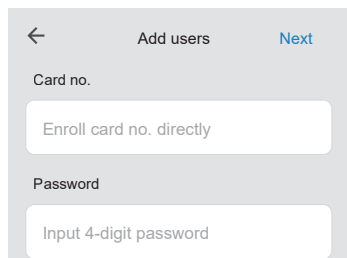 Add users Next
Card no.
Enroll card no. directly
Password
Input 4-digit password